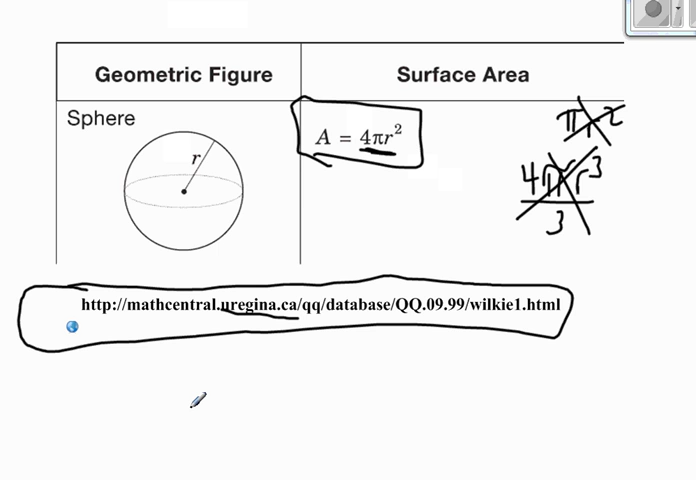 Geometric Figure Surface Area
Sphere
r
A = 4πr²
πr²
4πr³
3
http://mathcentral.uregina.ca/qq/database/QQ.09.99/wilkie1.html